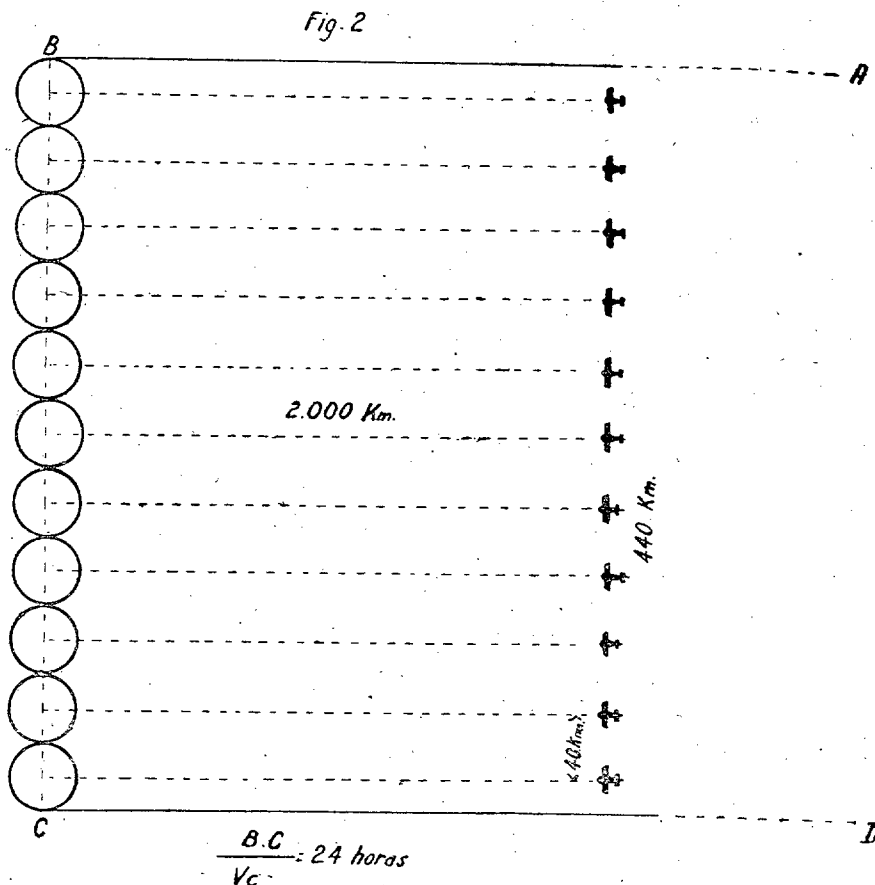 Fig. 2
B
A
2.000 Km.
440 Km.
40 Km.
C
D
B.C = 24 horas
Vc